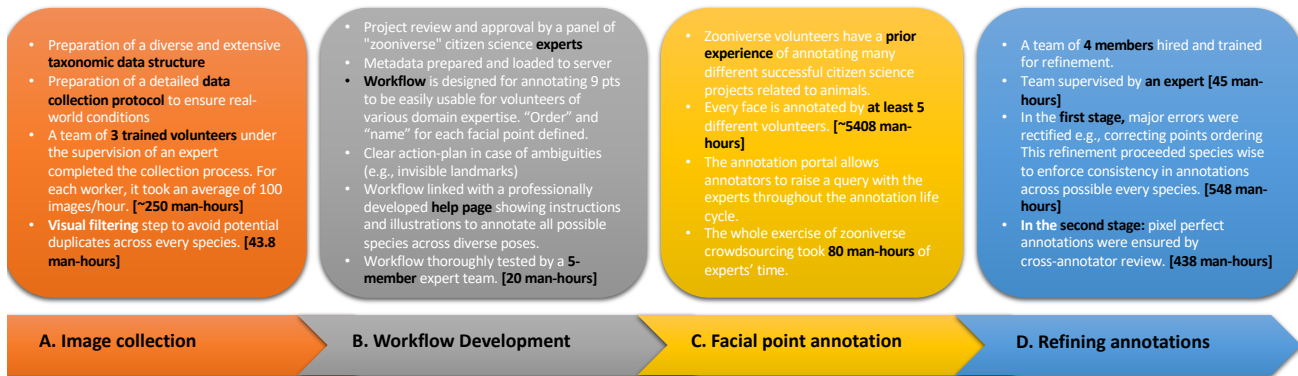 • Preparation of a diverse and extensive
taxonomic data structure
• Preparation of a detailed data
collection protocol to ensure real-
world conditions
• A team of 3 trained volunteers under
the supervision of an expert
completed the collection process. For
each worker, it took an average of 100
images/hour. [~250 man-hours]
• Visual filtering step to avoid potential
duplicates across every species. [43.8
man-hours]
• Project review and approval by a panel of
"zooniverse" citizen science experts
• Metadata prepared and loaded to server
• Workflow is designed for annotating 9 pts
to be easily usable for volunteers of
various domain expertise. “Order” and
“name” for each facial point defined.
• Clear action-plan in case of ambiguities
(e.g., invisible landmarks)
• Workflow linked with a professionally
developed help page showing instructions
and illustrations to annotate all possible
species across diverse poses.
• Workflow thoroughly tested by a 5-
member expert team. [20 man-hours]
• Zooniverse volunteers have a prior
experience of annotating many
different successful citizen science
projects related to animals.
• Every face is annotated by at least 5
different volunteers. [~5408 man-
hours]
• The annotation portal allows
annotators to raise a query with the
experts throughout the annotation life
cycle.
• The whole exercise of zooniverse
crowdsourcing took 80 man-hours of
experts’ time.
• A team of 4 members hired and trained
for refinement.
• Team supervised by an expert [45 man-
hours]
• In the first stage, major errors were
rectified e.g., correcting points ordering
This refinement proceeded species wise
to enforce consistency in annotations
across possible every species. [548 man-
hours]
• In the second stage: pixel perfect
annotations were ensured by
cross-annotator review. [438 man-hours]
A. Image collection
B. Workflow Development
C. Facial point annotation
D. Refining annotations